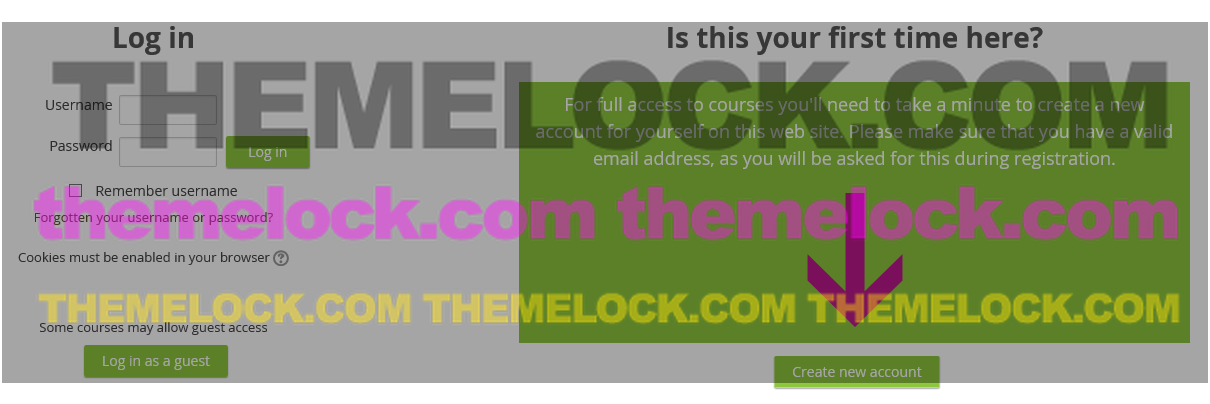 Log in
Is this your first time here?
THEMELOCK.COM
Username
Password
Log in
For full access to courses you'll need to take a minute to create a new
account for yourself on this web site. Please make sure that you have a valid
email address, as you will be asked for this during registration.
Remember username
themelock.com themelock.com
Forgotten your username or password?
Cookies must be enabled in your browser ?
THEMELOCK.COM THEMELOCK.COM THEMELOCK.COM
Some courses may allow guest access
Log in as a guest
Create new account